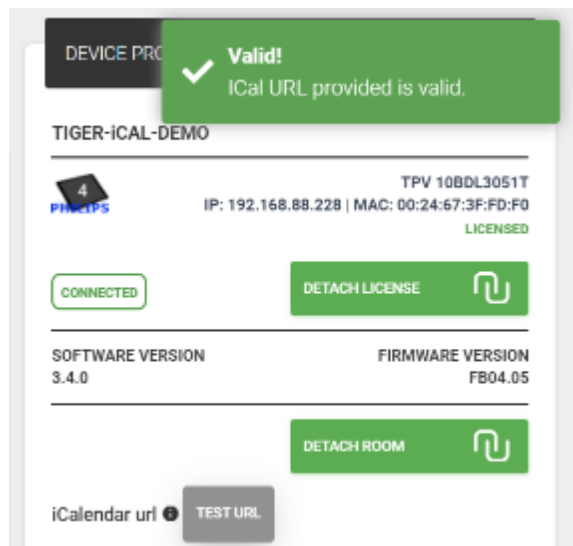 DEVICE PRO
Valid!
ICal URL provided is valid.
TIGER-iCAL-DEMO
4
PHILIPS
TPV 10BDL3051T
IP: 192.168.88.228 | MAC: 00:24:67:3F:FD:F0
LICENSED
CONNECTED
DETACH LICENSE
SOFTWARE VERSION
3.4.0
FIRMWARE VERSION
FB04.05
DETACH ROOM
iCalendar url
TEST URL